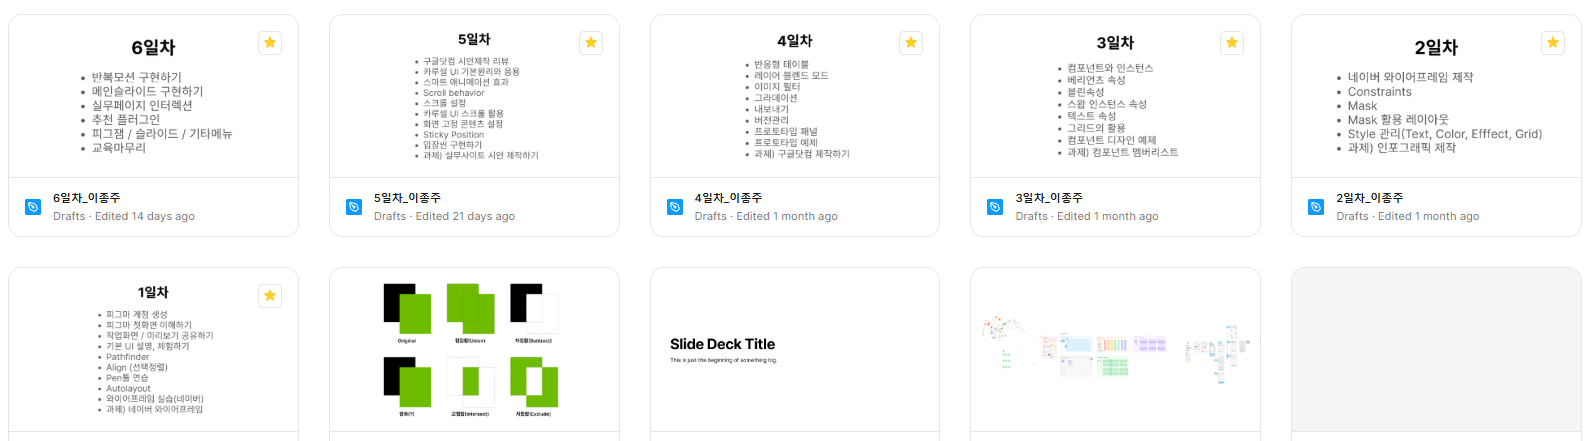 6일차
• 반복모션 구현하기
• 메인슬라이드 구현하기
• 실무페이지 인터렉션
• 추천 플러그인
• 피그잼 / 슬라이드 / 기타메뉴
• 교육마무리
6일차_이종주
Drafts · Edited 14 days ago
5일차
• 구글닷컴 시안제작 리뷰
• 카루셀 UI 기본원리와 응용
• 스마트 애니메이션 효과
• Scroll behavior
• 스크롤 설정
• 카루셀 UI 스크롤 활용
• 화면 고정 콘텐츠 설정
• Sticky Position
• 입장씬 구현하기
• 과제) 실무사이트 시안 제작하기
5일차_이종주
Drafts · Edited 21 days ago
4일차
• 반응형 테이블
• 레이어 블렌드 모드
• 이미지 필터
• 그라데이션
• 내보내기
• 버전관리
• 프로토타입 패널
• 프로토타입 예제
• 과제) 구글닷컴 제작하기
4일차_이종주
Drafts · Edited 1 month ago
3일차
• 컴포넌트와 인스턴스
• 베리언츠 속성
• 불린속성
• 스왑 인스턴스 속성
• 텍스트 속성
• 그리드의 활용
• 컴포넌트 디자인 예제
• 과제) 컴포넌트 멤버리스트
3일차_이종주
Drafts · Edited 1 month ago
2일차
• 네이버 와이어프레임 제작
• Constraints
• Mask
• Mask 활용 레이아웃
• Style 관리(Text, Color, Efffect, Grid)
• 과제) 인포그래픽 제작
2일차_이종주
Drafts · Edited 1 month ago
1일차
• 피그마 계정 생성
• 피그마 첫화면 이해하기
• 작업화면 / 미리보기 공유하기
• 기본 UI 설명, 체험하기
• Pathfinder
• Align (선택정렬)
• Pen툴 연습
• Autolayout
• 와이어프레임 실습(네이버)
• 과제) 네이버 와이어프레임
Original
합집합(Union)
차집합(Subtract)
교집합(Intersect)
차집합(Exclude)
Slide Deck Title
This is just the beginning of something big.